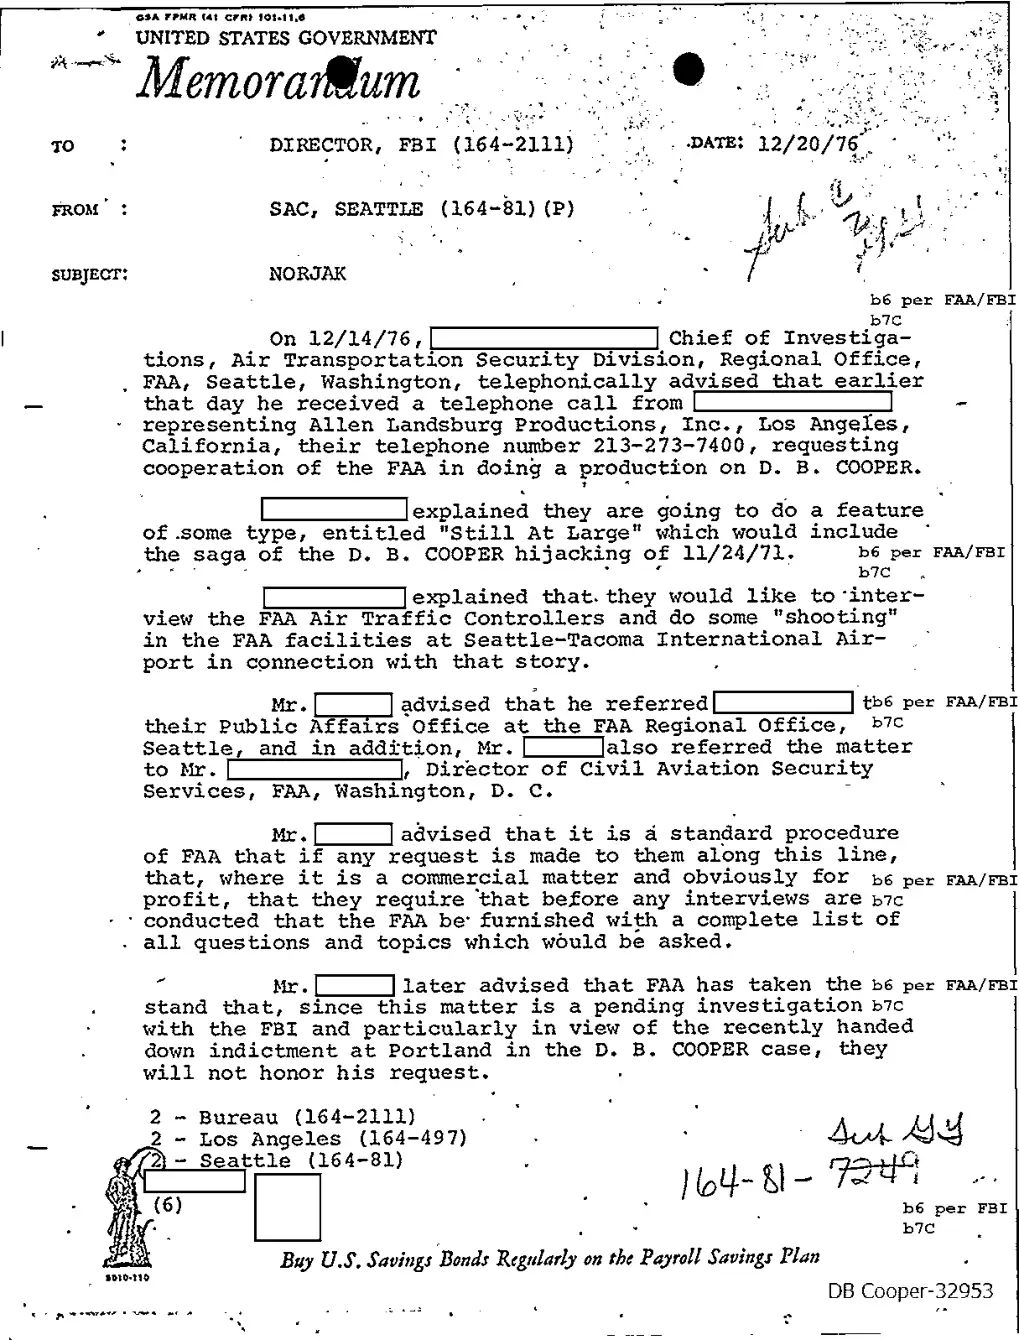 GSA FPMR (41 CFR) 101-11.6
UNITED STATES GOVERNMENT
Memorandum
TO : DIRECTOR, FBI (164-2111) DATE: 12/20/76
FROM : SAC, SEATTLE (164-81) (P)
SUBJECT: NORJAK
b6 per FAA/FBI
b7C
On 12/14/76, Chief of Investiga-
tions, Air Transportation Security Division, Regional Office,
FAA, Seattle, Washington, telephonically advised that earlier
that day he received a telephone call from
representing Allen Landsburg Productions, Inc., Los Angeles,
California, their telephone number 213-273-7400, requesting
cooperation of the FAA in doing a production on D. B. COOPER.
explained they are going to do a feature
of some type, entitled "Still At Large" which would include
the saga of the D. B. COOPER hijacking of 11/24/71. b6 per FAA/FBI
b7C
explained that they would like to inter-
view the FAA Air Traffic Controllers and do some "shooting"
in the FAA facilities at Seattle-Tacoma International Air-
port in connection with that story.
Mr. advised that he referred t b6 per FAA/FBI
their Public Affairs Office at the FAA Regional Office, b7C
Seattle, and in addition, Mr. also referred the matter
to Mr. , Director of Civil Aviation Security
Services, FAA, Washington, D. C.
Mr. advised that it is a standard procedure
of FAA that if any request is made to them along this line,
that, where it is a commercial matter and obviously for b6 per FAA/FBI
profit, that they require that before any interviews are b7C
conducted that the FAA be furnished with a complete list of
all questions and topics which would be asked.
Mr. later advised that FAA has taken the b6 per FAA/FBI
stand that, since this matter is a pending investigation b7C
with the FBI and particularly in view of the recently handed
down indictment at Portland in the D. B. COOPER case, they
will not honor his request.
2 - Bureau (164-2111)
2 - Los Angeles (164-497)
2 - Seattle (164-81)
(6)
164-81-7249
b6 per FBI
b7C
Buy U.S. Savings Bonds Regularly on the Payroll Savings Plan
5010-110
DB Cooper-32953